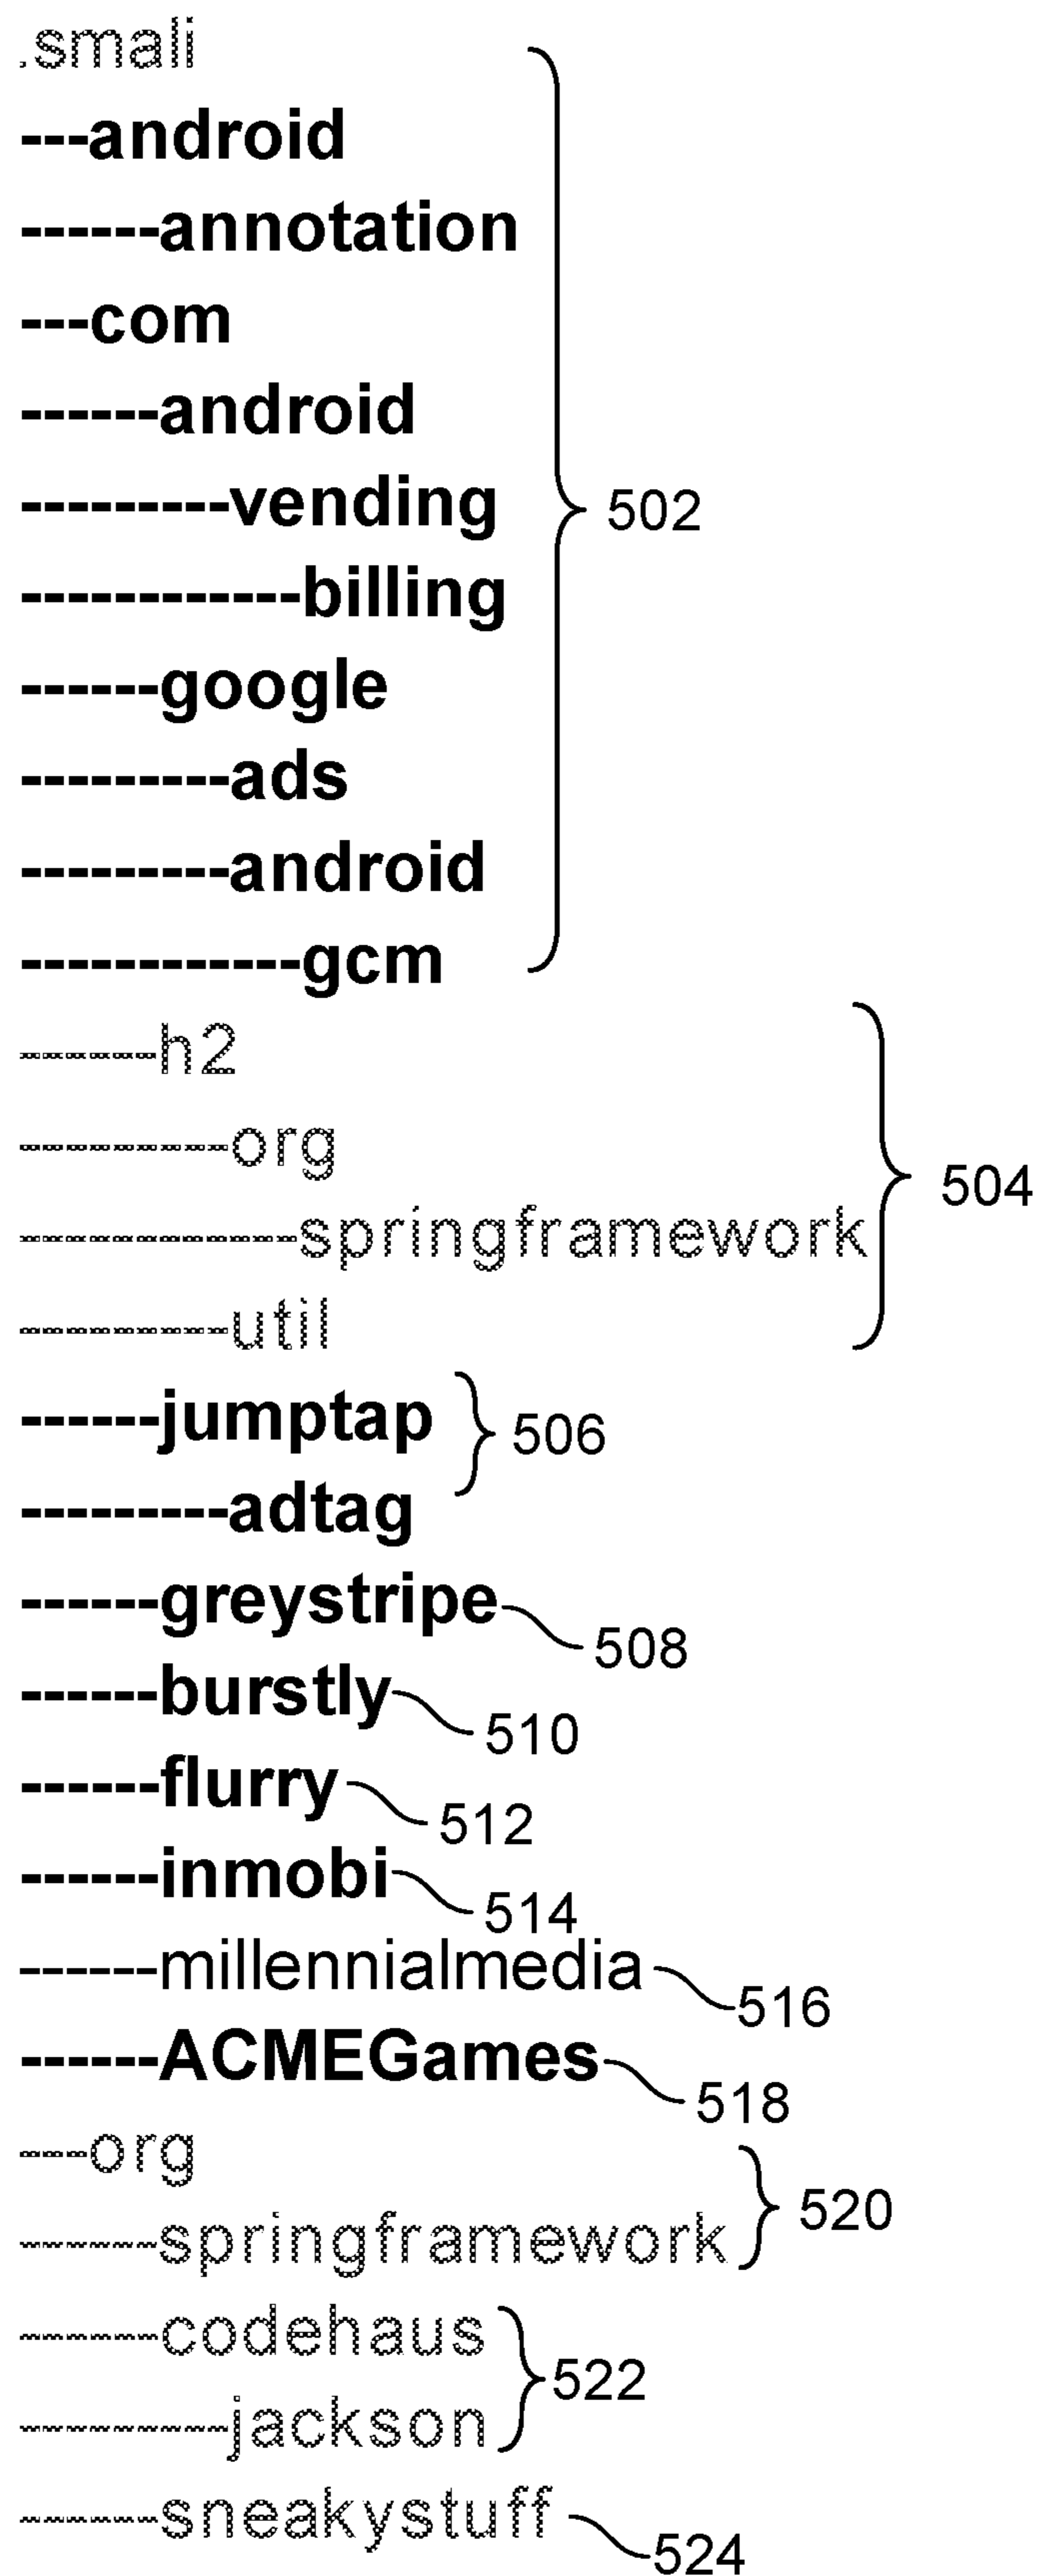 .smali
---android
------annotation
---com
------android
---------vending 502
------------billing
------google
---------ads
---------android
------------gcm
------h2
---------org 504
------------springframework
---------util
------jumptap 506
---------adtag
------greystripe 508
------burstly 510
------flurry 512
------inmobi 514
------millennialmedia 516
------ACMEGames 518
---org
------springframework 520
------codehaus 522
---------jackson
------sneakystuff 524